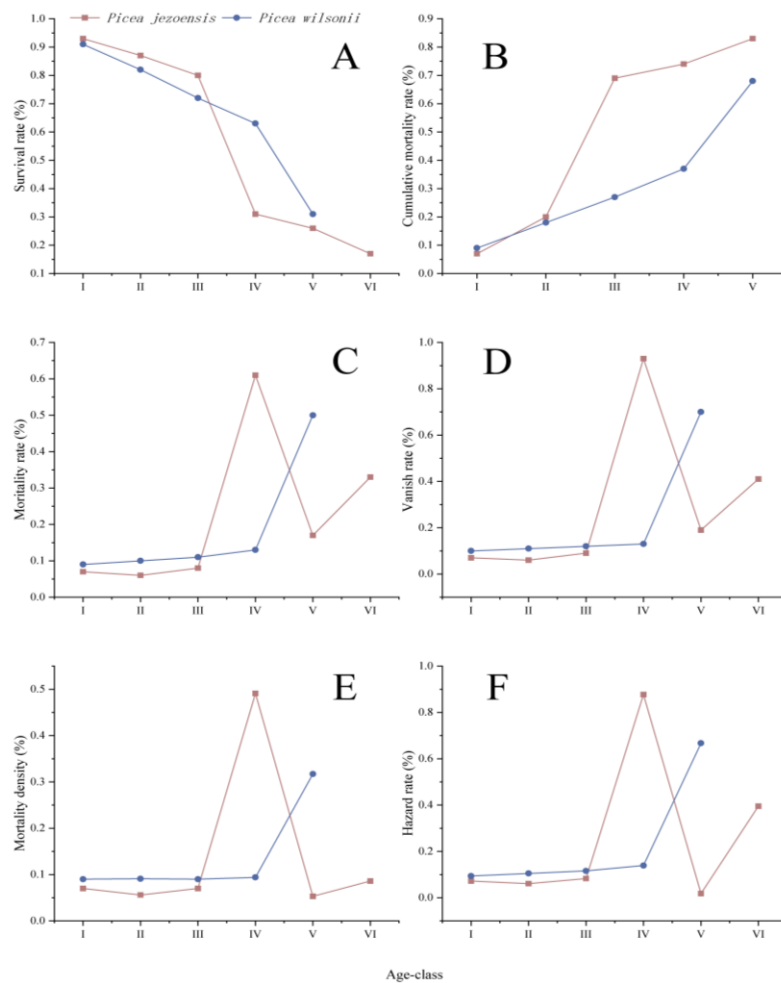 Picea jezoensis Picea wilsonii
A
Survival rate (%)
1.0
0.9
0.8
0.7
0.6
0.5
0.4
0.3
0.2
0.1
I II III IV V VI
B
Cumulative mortality rate (%)
0.9
0.8
0.7
0.6
0.5
0.4
0.3
0.2
0.1
0.0
I II III IV V
C
Moritality rate (%)
0.7
0.6
0.5
0.4
0.3
0.2
0.1
0.0
I II III IV V VI
D
Vanish rate (%)
1.0
0.8
0.6
0.4
0.2
0.0
I II III IV V VI
E
Mortality density (%)
0.5
0.4
0.3
0.2
0.1
0.0
I II III IV V VI
F
Hazard rate (%)
1.0
0.8
0.6
0.4
0.2
0.0
I II III IV V VI
Age-class